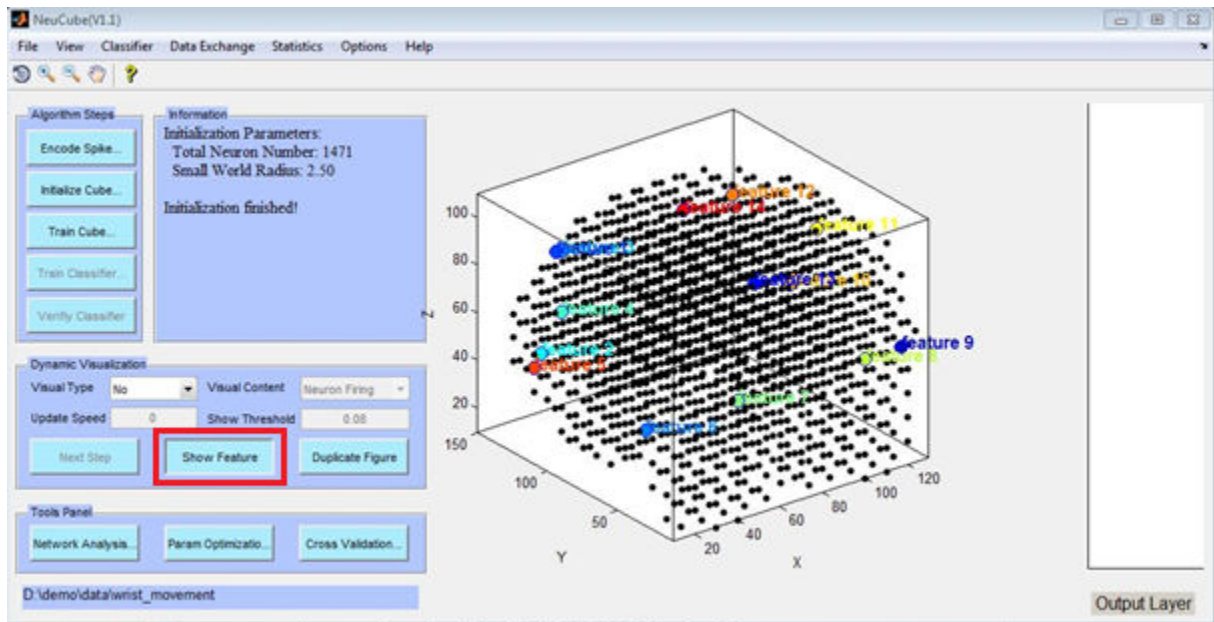 NeuCube(V1.1)
File View Classifier Data Exchange Statistics Options Help
Algorithm Steps
Encode Spike...
Initialize Cube...
Train Cube...
Train Classifier...
Verify Classifier
Information
Initialization Parameters:
Total Neuron Number: 1471
Small World Radius: 2.50
Initialization finished!
Dynamic Visualization
Visual Type No Visual Content Neuron Firing
Update Speed 0 Show Threshold 0.08
Next Step Show Feature Duplicate Figure
Tools Panel
Network Analysis... Param Optimizatio... Cross Validation...
D:\demo\data\wrist_movement
feature 12
feature 14
feature 11
feature 13
feature 4
feature 2
feature 5
feature 9
feature 8
feature 7
feature 6
Z
100
80
60
40
20
150
100
50
Y
20
40
60
80
100
120
X
Output Layer